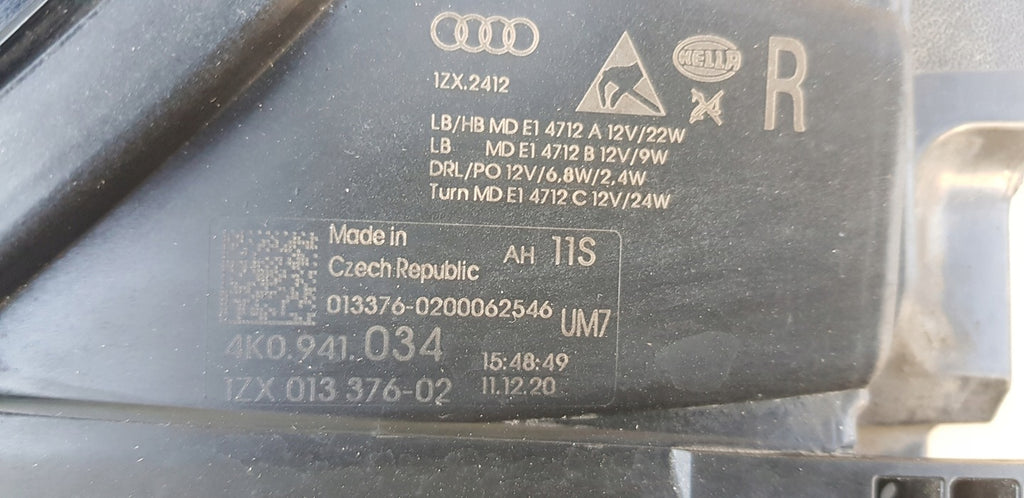 1ZX.2412
HELLA
24
R
LB/HB MD E1 4712 A 12V/22W
LB MD E1 4712 B 12V/9W
DRL/PO 12V/6,8W/2,4W
Turn MD E1 4712 C 12V/24W
Made in
Czech Republic
AH 11S
013376-0200062546
UM7
4K0.941.034
15:48:49
1ZX 013 376-02
11.12.20